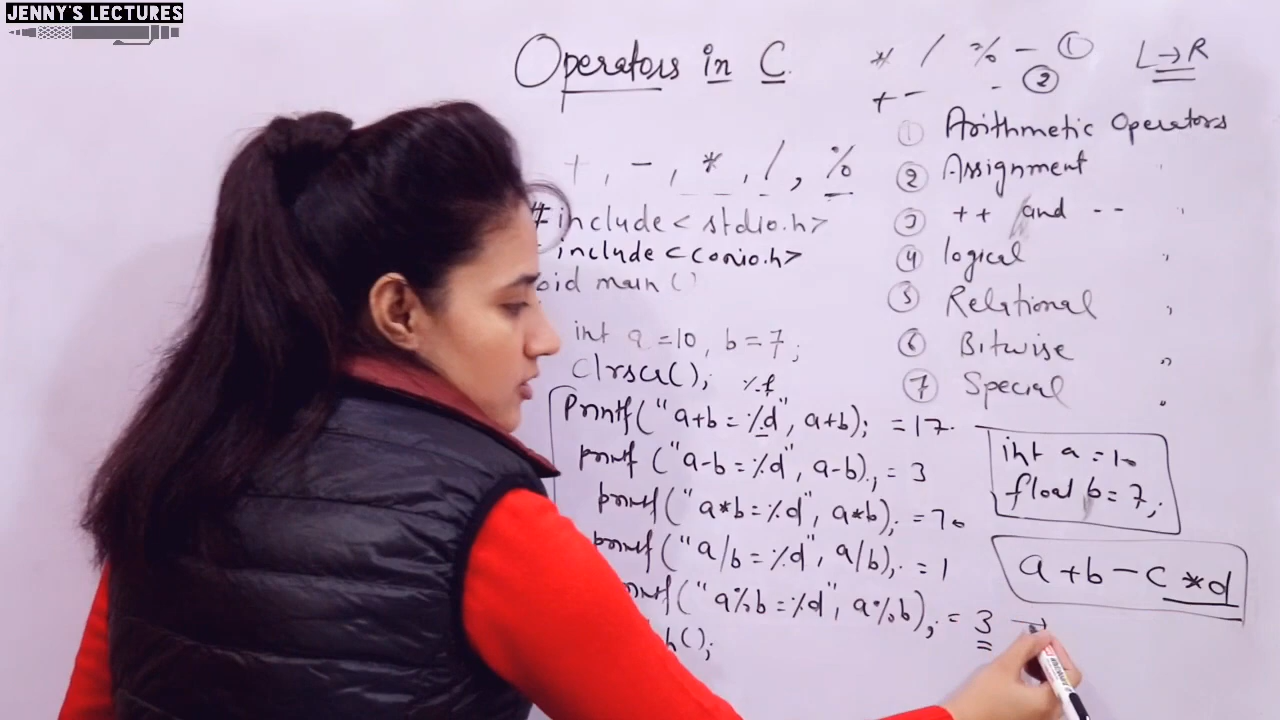 JENNY'S LECTURES
Operators in C
* / % - ① L→R
+ - - ②
+, -, *, /, %
① Arithmetic Operators
② Assignment "
③ ++ and -- "
④ logical "
⑤ Relational "
⑥ Bitwise "
⑦ Special "
#include< stdio.h>
include<conio.h>
oid main()
int a=10, b=7;
Clrscr(); %f
Printf("a+b=%d", a+b); =17
printf ("a-b=%d", a-b); =3
printf("a*b=%d", a*b); =70
printf("a/b=%d", a/b); =1
printf("a%b=%d", a%b); =3 →
h();
int a=10
float b=7;
a+b-c*d